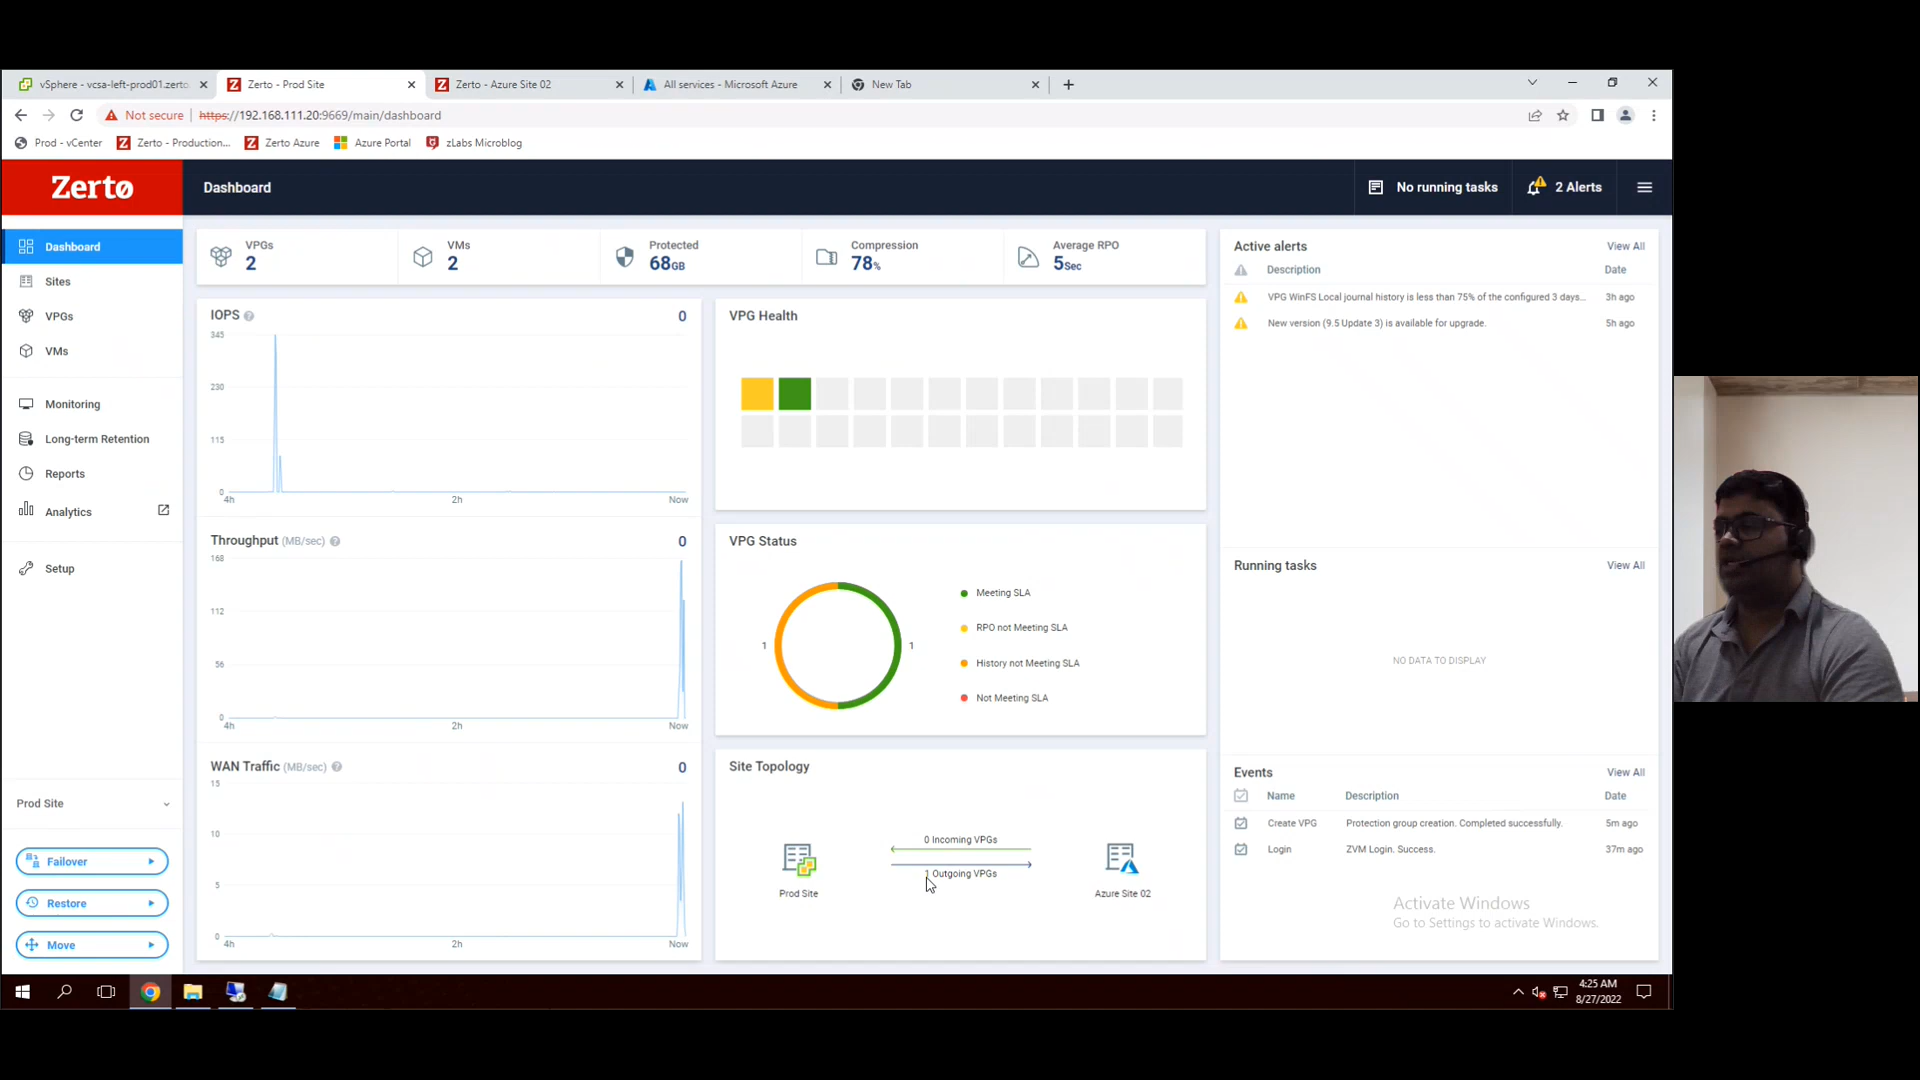 vSphere - vcsa-left-prod01.zerto.
Zerto - Prod Site
Zerto - Azure Site 02
All services - Microsoft Azure
New Tab
Not secure
https://192.168.111.20:9669/main/dashboard
Prod - vCenter
Zerto - Production...
Zerto Azure
Azure Portal
zLabs Microblog
Zertø
Dashboard
No running tasks
2 Alerts
Dashboard
Sites
VPGs
VMs
Monitoring
Long-term Retention
Reports
Analytics
Setup
Prod Site
Failover
Restore
Move
VPGs
2
VMs
2
Protected
68GB
Compression
78%
Average RPO
5Sec
IOPS
0
345
230
115
0
4h
2h
Now
Throughput (MB/sec)
0
168
112
56
0
4h
2h
Now
WAN Traffic (MB/sec)
0
15
10
5
0
4h
2h
Now
VPG Health
VPG Status
1
1
Meeting SLA
RPO not Meeting SLA
History not Meeting SLA
Not Meeting SLA
Site Topology
0 Incoming VPGs
1 Outgoing VPGs
Prod Site
Azure Site 02
Active alerts
View All
Description
Date
VPG WinFS Local journal history is less than 75% of the configured 3 days...
3h ago
New version (9.5 Update 3) is available for upgrade.
5h ago
Running tasks
View All
NO DATA TO DISPLAY
Events
View All
Name
Description
Date
Create VPG
Protection group creation. Completed successfully.
5m ago
Login
ZVM Login. Success.
37m ago
Activate Windows
Go to Settings to activate Windows.
4:25 AM
8/27/2022